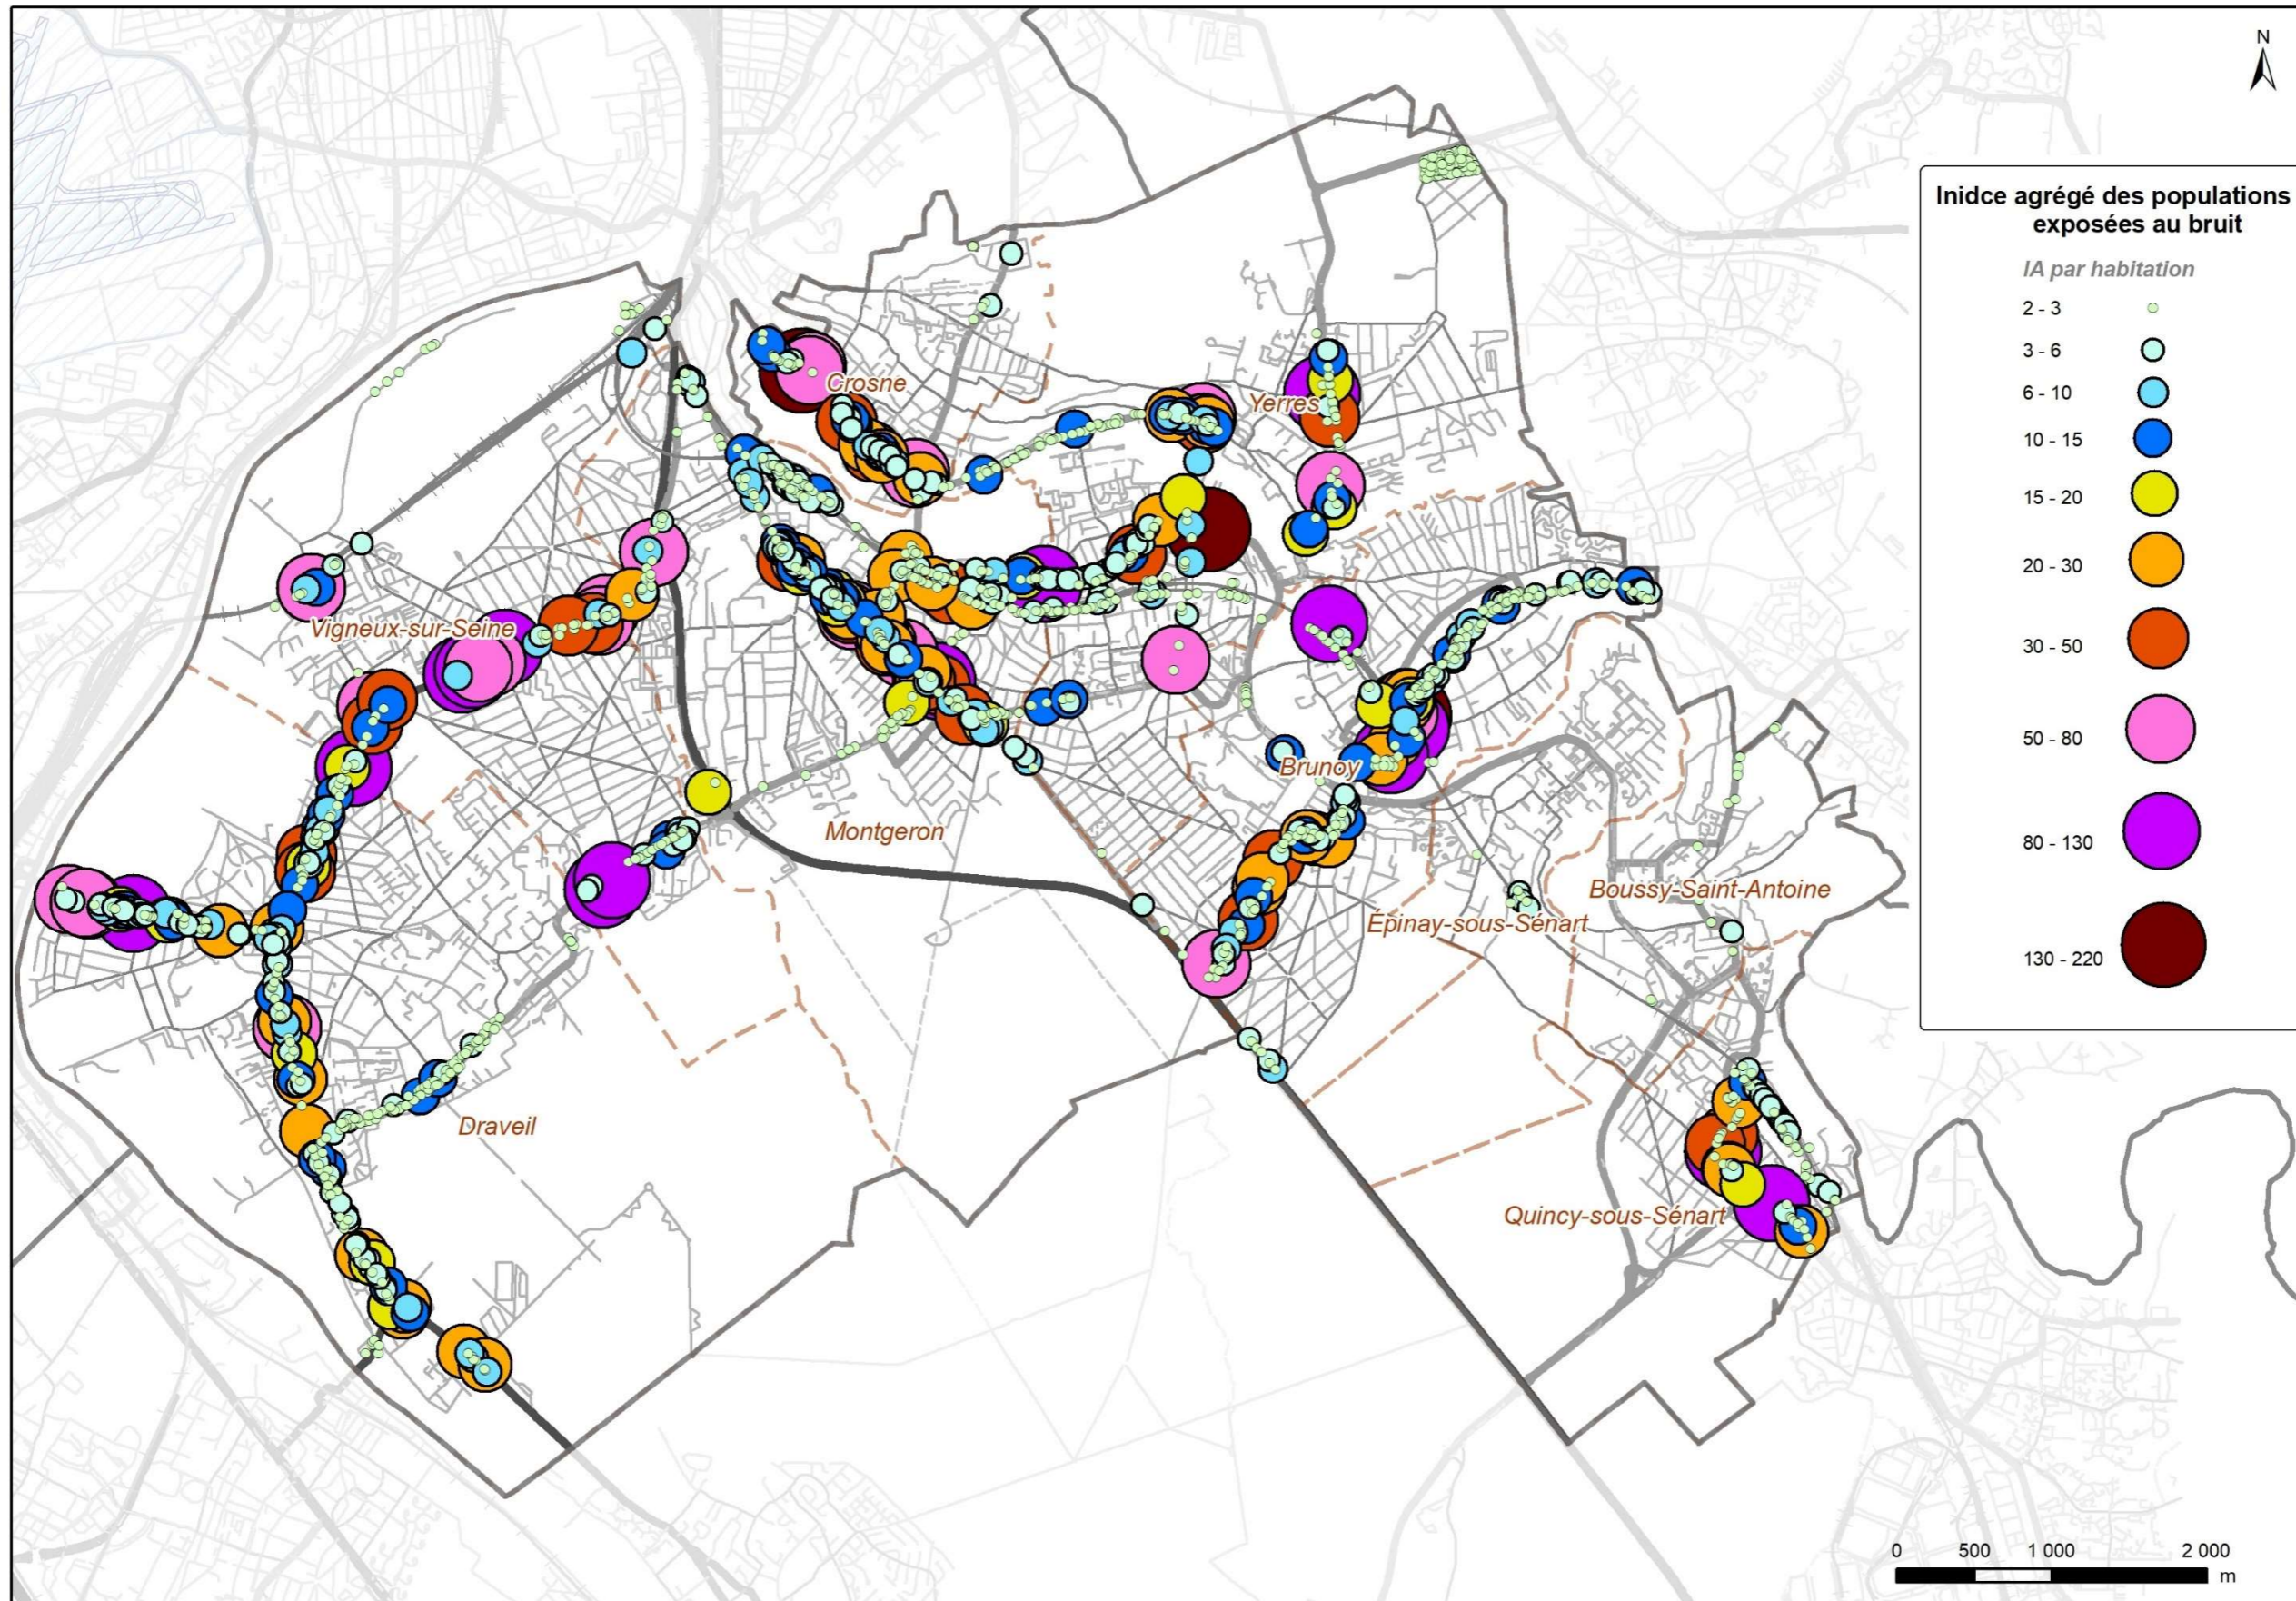 N
Inidce agrégé des populations
exposées au bruit
IA par habitation
2 - 3
3 - 6
6 - 10
10 - 15
15 - 20
20 - 30
30 - 50
50 - 80
80 - 130
130 - 220
Crosne
Yerres
Vigneux-sur-Seine
Brunoy
Montgeron
Boussy-Saint-Antoine
Épinay-sous-Sénart
Draveil
Quincy-sous-Sénart
0 500 1 000 2 000
m